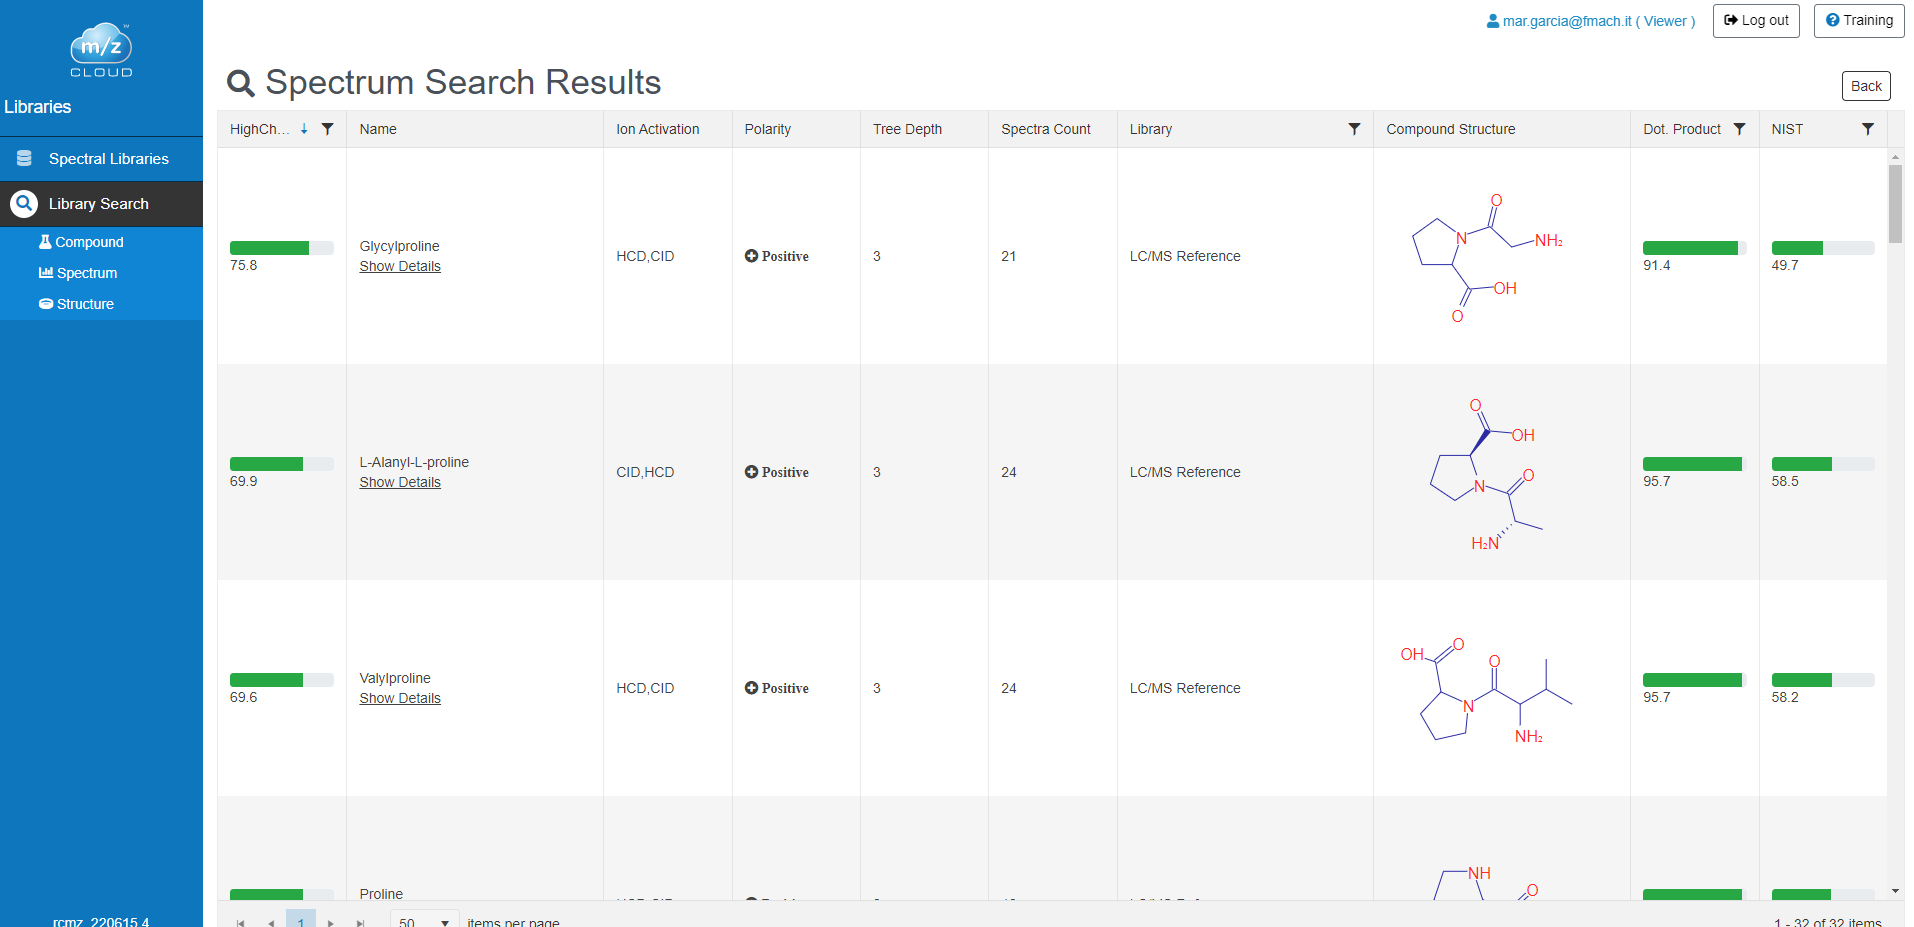 mar.garcia@fmach.it ( Viewer ) Log out Training
m/z
CLOUD
™
Libraries
Spectral Libraries
Library Search
Compound
Spectrum
Structure
rcmz_220615.4
Spectrum Search Results
Back
HighCh... Name Ion Activation Polarity Tree Depth Spectra Count Library Compound Structure Dot. Product NIST
75.8 Glycylproline HCD,CID Positive 3 21 LC/MS Reference 91.4 49.7
Show Details
O
N
NH₂
OH
O
69.9 L-Alanyl-L-proline CID,HCD Positive 3 24 LC/MS Reference 95.7 58.5
Show Details
O
OH
O
N
H₂N
69.6 Valylproline HCD,CID Positive 3 24 LC/MS Reference 95.7 58.2
Show Details
O
OH
O
N
NH₂
Proline
NH
O
1 50 items per page 1 - 32 of 32 items